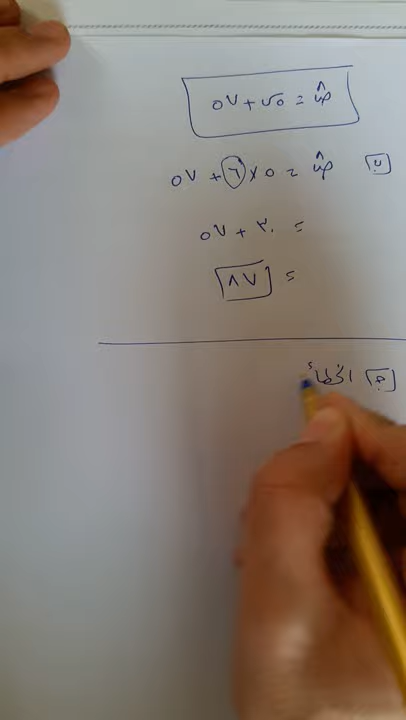 ص̂ = ٥س + ٥٧
ب ص̂ = ٥ × ٦ + ٥٧
= ٣٠ + ٥٧
= ٨٧
ج الخطأ